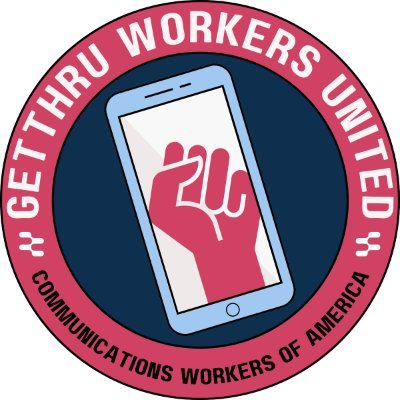 GETTHRU WORKERS UNITED
COMMUNICATIONS WORKERS OF AMERICA